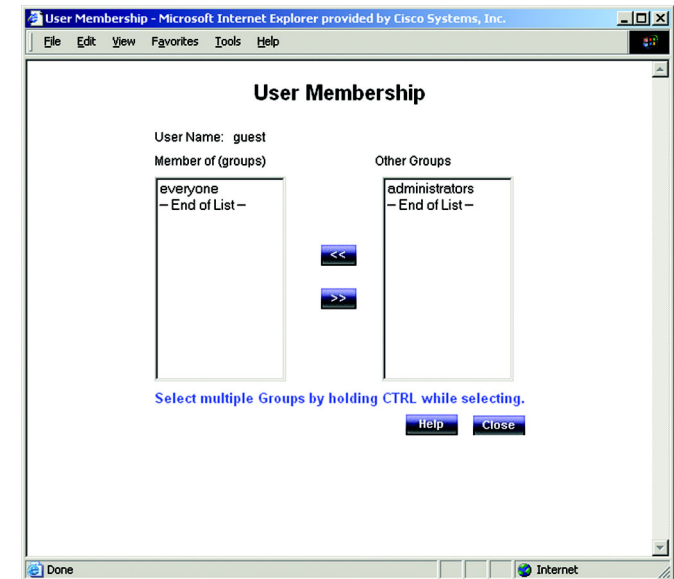 User Membership - Microsoft Internet Explorer provided by Cisco Systems, Inc.
File Edit View Favorites Tools Help
User Membership
User Name: guest
Member of (groups) Other Groups
everyone administrators
– End of List – – End of List –
<<
>>
Select multiple Groups by holding CTRL while selecting.
Help Close
Done Internet